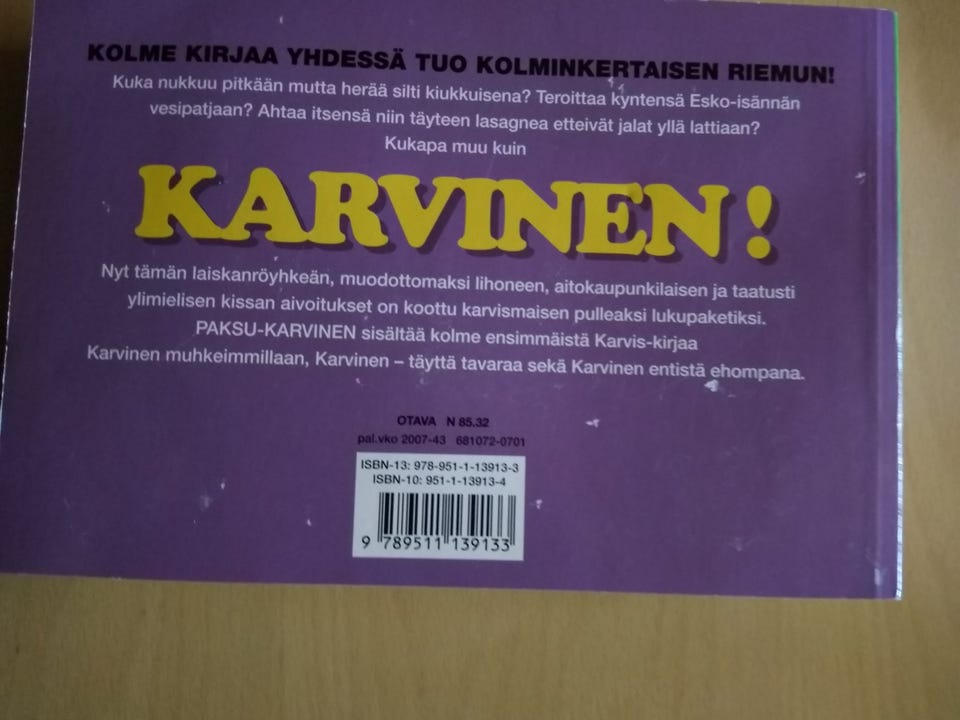 KOLME KIRJAA YHDESSÄ TUO KOLMINKERTAISEN RIEMUN!
Kuka nukkuu pitkään mutta herää silti kiukkuisena? Teroittaa kyntensä Esko-isännän
vesipatjaan? Ahtaa itsensä niin täyteen lasagnea etteivät jalat yllä lattiaan?
Kukapa muu kuin
KARVINEN!
Nyt tämän laiskanröyhkeän, muodottomaksi lihoneen, aitokaupunkilaisen ja taatusti
ylimielisen kissan aivoitukset on koottu karvismaisen pulleaksi lukupaketiksi.
PAKSU-KARVINEN sisältää kolme ensimmäistä Karvis-kirjaa
Karvinen muhkeimmillaan, Karvinen – täyttä tavaraa sekä Karvinen entistä ehompana.
OTAVA N 85.32
pal.vko 2007-43 681072-0701
ISBN-13: 978-951-1-13913-3
ISBN-10: 951-1-13913-4
9 789511 139133